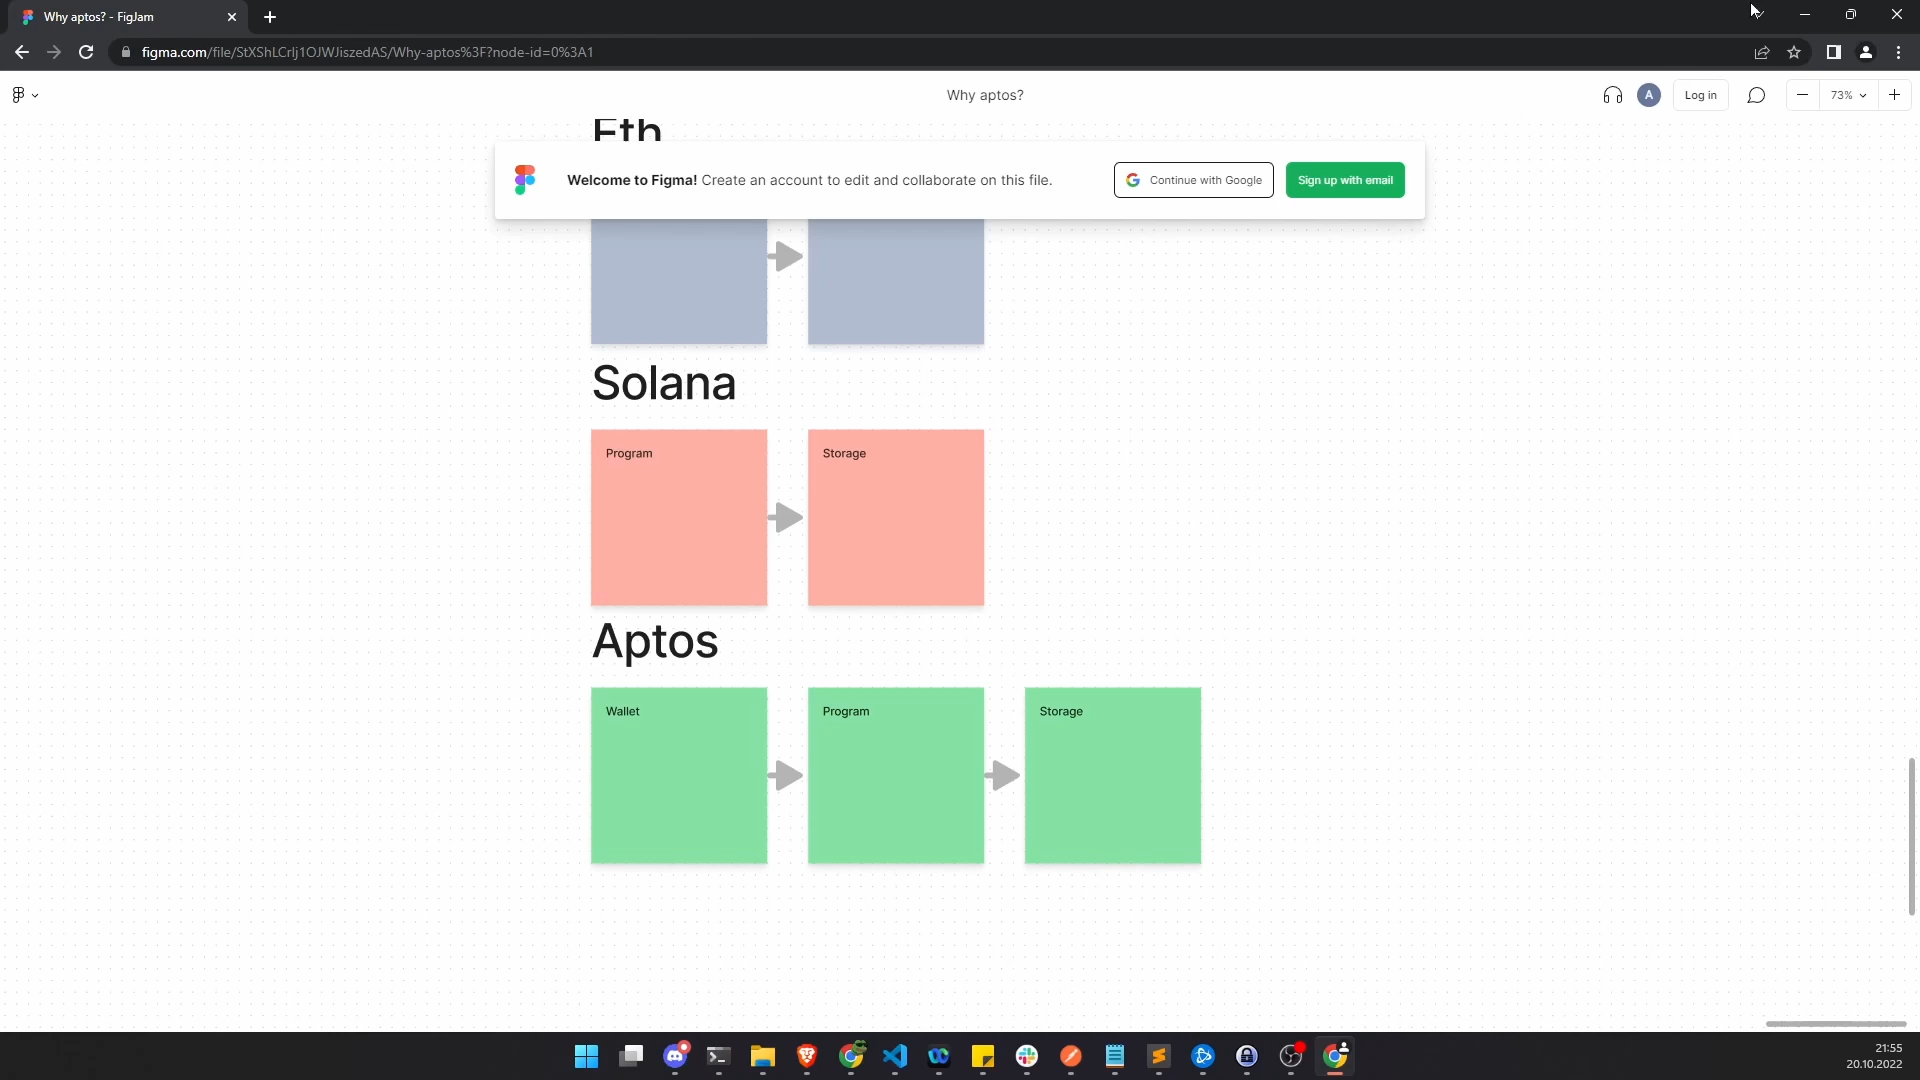 Why aptos? - FigJam
figma.com/file/StXShLCrlj1OJWJiszedAS/Why-aptos%3F?node-id=0%3A1
Why aptos?
A
Log in
73%
Eth
Welcome to Figma! Create an account to edit and collaborate on this file.
Continue with Google
Sign up with email
Solana
Program
Storage
Aptos
Wallet
Program
Storage
21:55
20.10.2022